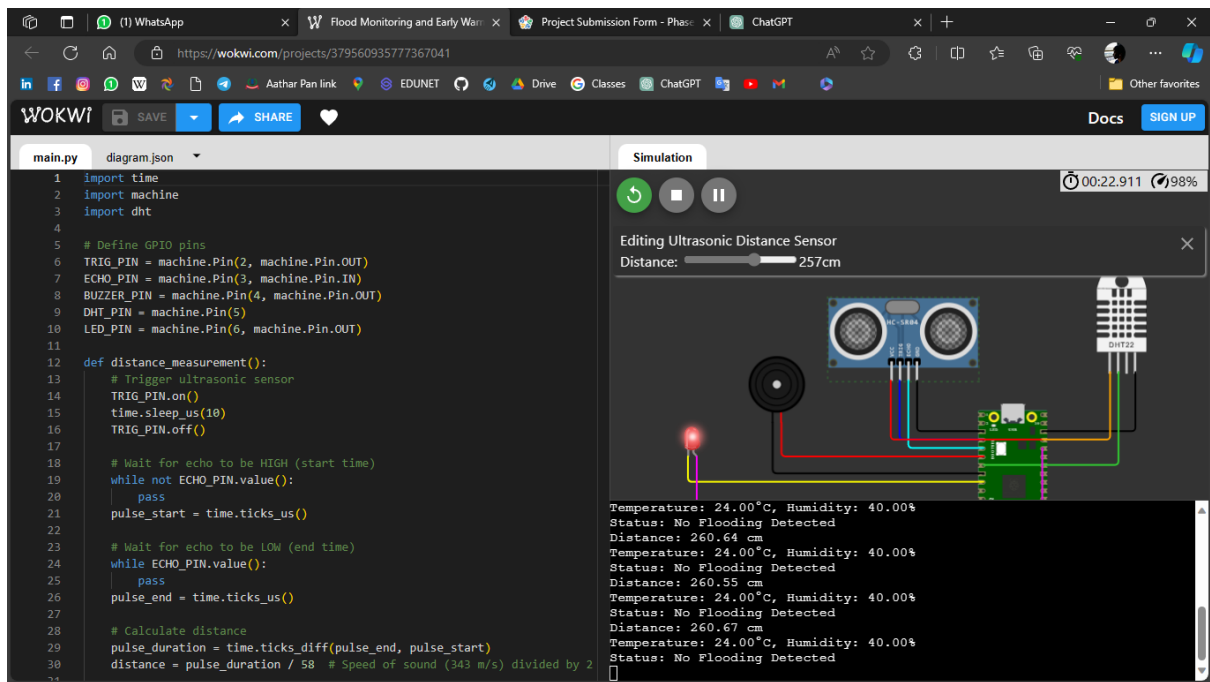 (1) WhatsApp
Flood Monitoring and Early Warn
Project Submission Form - Phase
ChatGPT
https://wokwi.com/projects/379560935777367041
Aathar Pan link
EDUNET
Drive
Classes
ChatGPT
Other favorites
WOKWI
SAVE
SHARE
Docs
SIGN UP
main.py
diagram.json
1 import time
2 import machine
3 import dht
4
5 # Define GPIO pins
6 TRIG_PIN = machine.Pin(2, machine.Pin.OUT)
7 ECHO_PIN = machine.Pin(3, machine.Pin.IN)
8 BUZZER_PIN = machine.Pin(4, machine.Pin.OUT)
9 DHT_PIN = machine.Pin(5)
10 LED_PIN = machine.Pin(6, machine.Pin.OUT)
11
12 def distance_measurement():
13 # Trigger ultrasonic sensor
14 TRIG_PIN.on()
15 time.sleep_us(10)
16 TRIG_PIN.off()
17
18 # Wait for echo to be HIGH (start time)
19 while not ECHO_PIN.value():
20 pass
21 pulse_start = time.ticks_us()
22
23 # Wait for echo to be LOW (end time)
24 while ECHO_PIN.value():
25 pass
26 pulse_end = time.ticks_us()
27
28 # Calculate distance
29 pulse_duration = time.ticks_diff(pulse_end, pulse_start)
30 distance = pulse_duration / 58 # Speed of sound (343 m/s) divided by 2
31
Simulation
00:22.911
98%
Editing Ultrasonic Distance Sensor
Distance:
257cm
HC-SR04
VCC
TRIG
ECHO
GND
DHT22
Temperature: 24.00°C, Humidity: 40.00%
Status: No Flooding Detected
Distance: 260.64 cm
Temperature: 24.00°C, Humidity: 40.00%
Status: No Flooding Detected
Distance: 260.55 cm
Temperature: 24.00°C, Humidity: 40.00%
Status: No Flooding Detected
Distance: 260.67 cm
Temperature: 24.00°C, Humidity: 40.00%
Status: No Flooding Detected